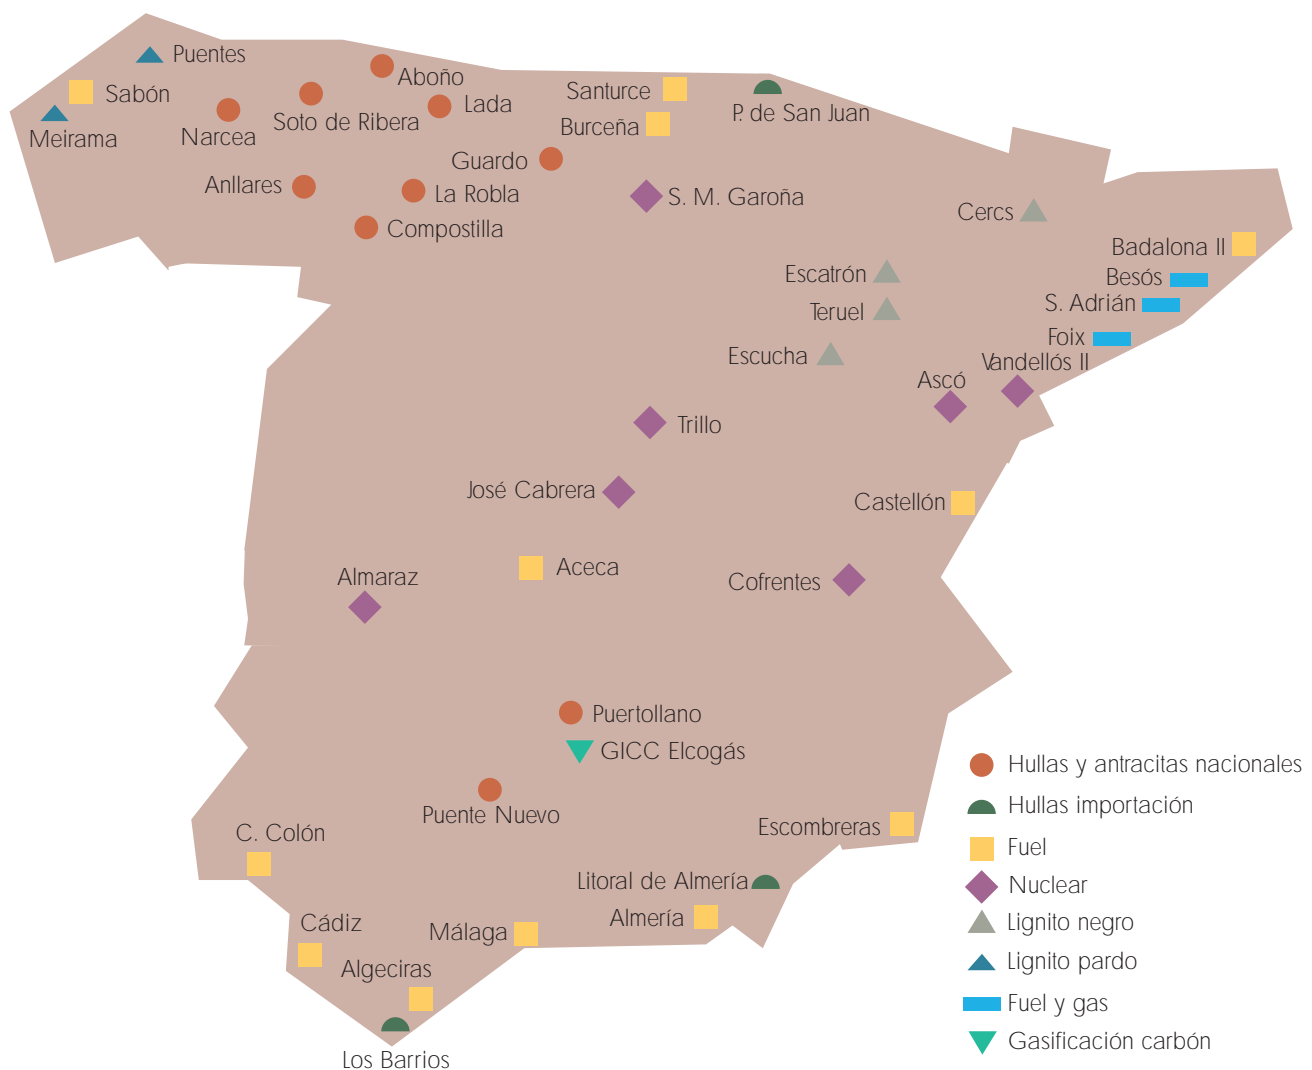 Puentes
Sabón
Meirama
Aboño
Lada
Soto de Ribera
Narcea
Santurce
Burceña
P. de San Juan
Guardo
Anllares
La Robla
Compostilla
S. M. Garoña
Cercs
Badalona II
Besós
S. Adrián
Foix
Vandellós II
Escatrón
Teruel
Escucha
Ascó
Trillo
José Cabrera
Castellón
Aceca
Almaraz
Cofrentes
Puertollano
GICC Elcogás
Puente Nuevo
C. Colón
Escombreras
Litoral de Almería
Almería
Málaga
Cádiz
Algeciras
Los Barrios
Hullas y antracitas nacionales
Hullas importación
Fuel
Nuclear
Lignito negro
Lignito pardo
Fuel y gas
Gasificación carbón